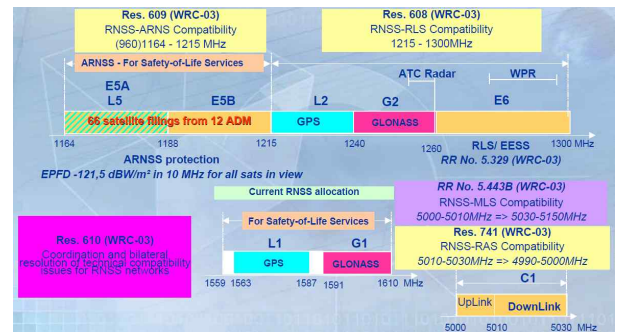 Res. 609 (WRC-03)
RNSS-ARNS Compatibility
(960)1164 - 1215 MHz
Res. 608 (WRC-03)
RNSS-RLS Compatibility
1215 - 1300MHz
ARNSS - For Safety-of-Life Services
ATC Radar
WPR
E5A
L5
E5B
L2
G2
E6
66 satellite filings from 12 ADM
GPS
GLONASS
1164
1188
1215
1240
1260
RLS/ EESS
1300 MHz
ARNSS protection
RR No. 5.329 (WRC-03)
EPFD -121,5 dBW/m² in 10 MHz for all sats in view
Current RNSS allocation
For Safety-of-Life Services
L1
G1
GPS
GLONASS
1559
1563
1587
1591
1610 MHz
RR No. 5.443B (WRC-03)
RNSS-MLS Compatibility
5000-5010MHz => 5030-5150MHz
Res. 741 (WRC-03)
RNSS-RAS Compatibility
5010-5030MHz => 4990-5000MHz
Res. 610 (WRC-03)
Coordination and bilateral
resolution of technical compatibility
issues for RNSS networks
C1
UpLink
DownLink
5000
5010
5030 MHz